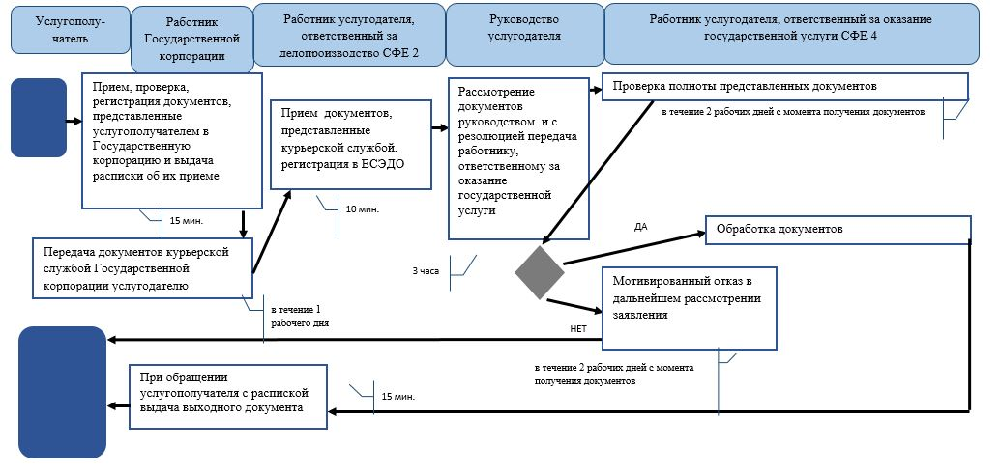 Услугополу-
чатель
Работник
Государственной
корпорации
Работник услугодателя,
ответственный за
делопроизводство СФЕ 2
Руководство
услугодателя
Работник услугодателя, ответственный за оказание
государственной услуги СФЕ 4
Прием, проверка,
регистрация документов,
представленные
услугополучателем в
Государственную
корпорацию и выдача
расписки об их приеме
15 мин.
Передача документов курьерской
службой Государственной
корпорации услугодателю
в течение 1
рабочего дня
Прием документов,
представленные
курьерской службой,
регистрация в ЕСЭДО
10 мин.
Рассмотрение
документов
руководством и с
резолюцией передача
работнику,
ответственному за
оказание
государственной
услуги
3 часа
Проверка полноты представленных документов
в течение 2 рабочих дней с момента получения документов
ДА
Обработка документов
НЕТ
Мотивированный отказ в
дальнейшем рассмотрении
заявления
в течение 2 рабочих дней с момента
получения документов
При обращении
услугополучателя с распиской
выдача выходного документа
15 мин.